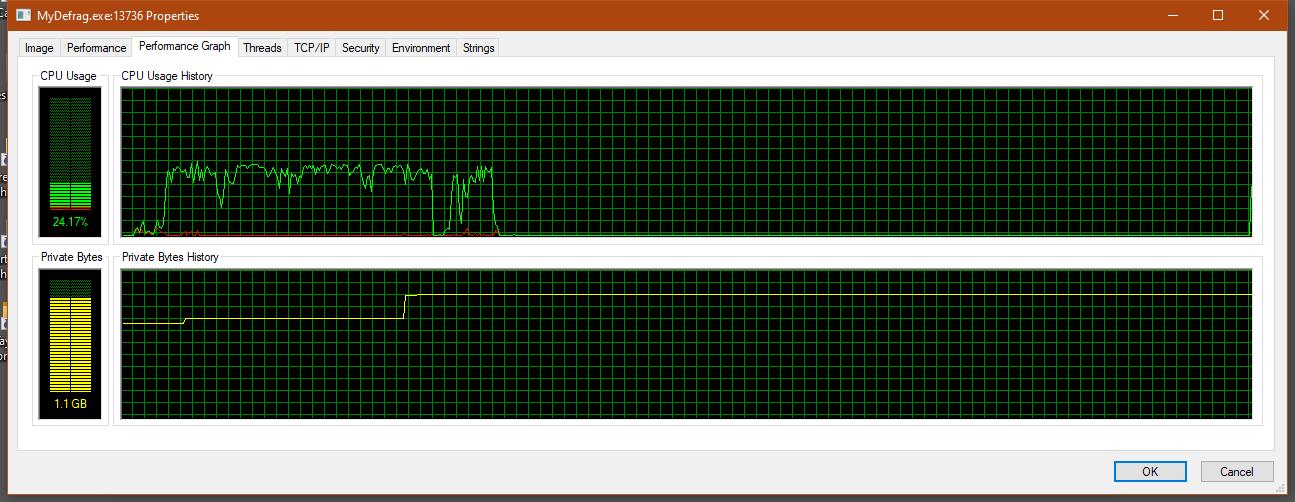 MyDefrag.exe:13736 Properties
Image Performance Performance Graph Threads TCP/IP Security Environment Strings
CPU Usage CPU Usage History
24.17%
Private Bytes Private Bytes History
1.1 GB
OK Cancel